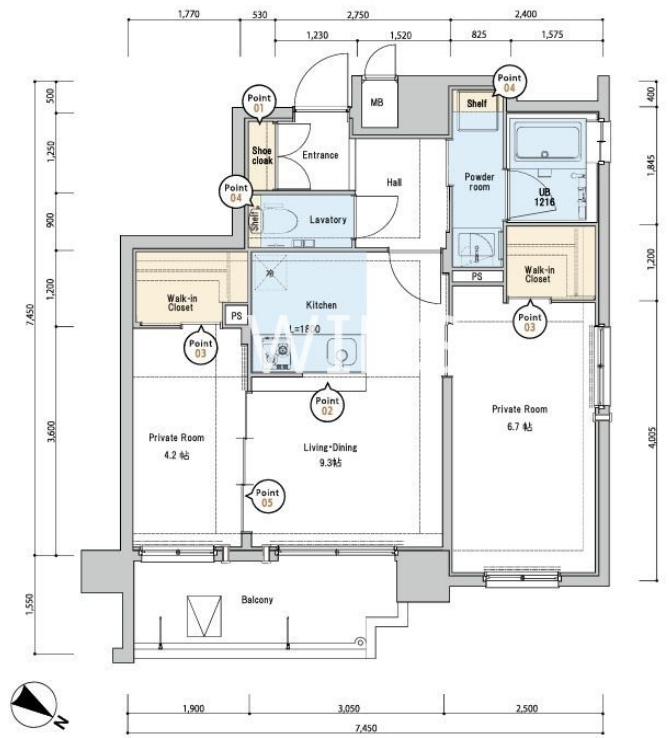 1,770
530
2,750
2,400
1,230
1,520
825
1,575
500
1,250
900
1,200
7,450
3,600
1,550
400
1,845
1,200
4,005
Point
01
MB
Shelf
Point
04
Shoe
cloak
Entrance
Hall
Powder
room
UB
1216
Point
04
Shelf
Lavatory
Walk-in
Closet
PS
Point
03
冷
Kitchen
L=1800
PS
Walk-in
Closet
Point
03
Point
02
Private Room
4.2 帖
Living・Dining
9.3帖
Private Room
6.7 帖
Point
05
Balcony
N
1,900
3,050
2,500
7,450